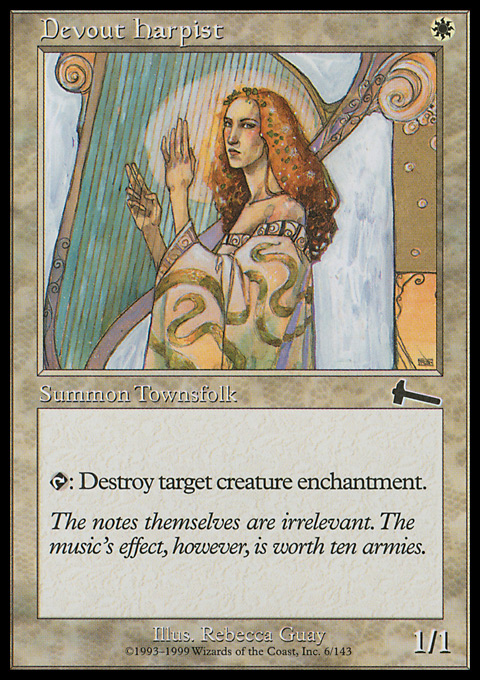 Devout Harpist
Summon Townsfolk
: Destroy target creature enchantment.
The notes themselves are irrelevant. The
music's effect, however, is worth ten armies.
Illus. Rebecca Guay
©1993–1999 Wizards of the Coast, Inc. 6/143
1/1